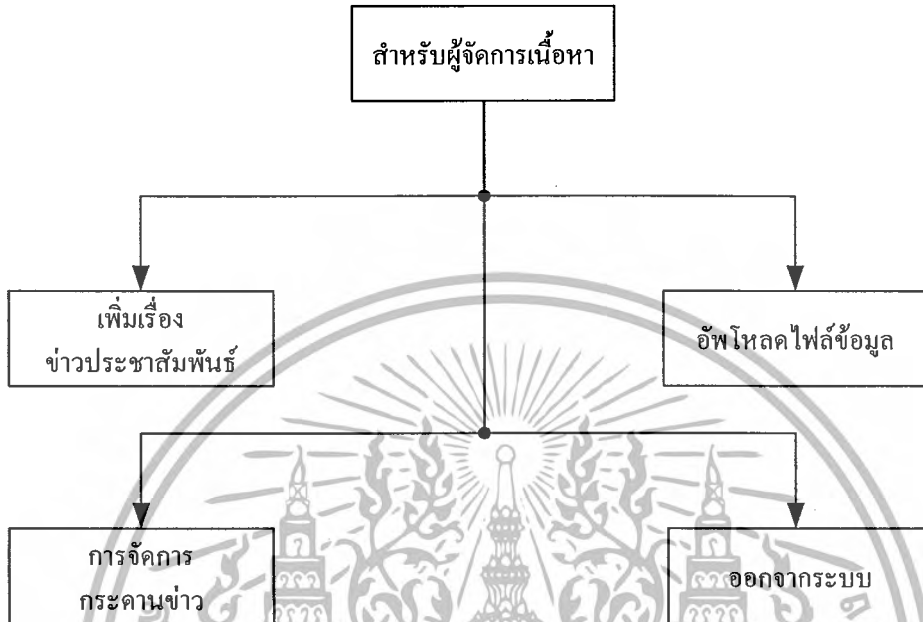 สำหรับผู้จัดการเนื้อหา
เพิ่มเรื่อง
ข่าวประชาสัมพันธ์
อัพโหลดไฟล์ข้อมูล
การจัดการ
กระดานข่าว
ออกจากระบบ